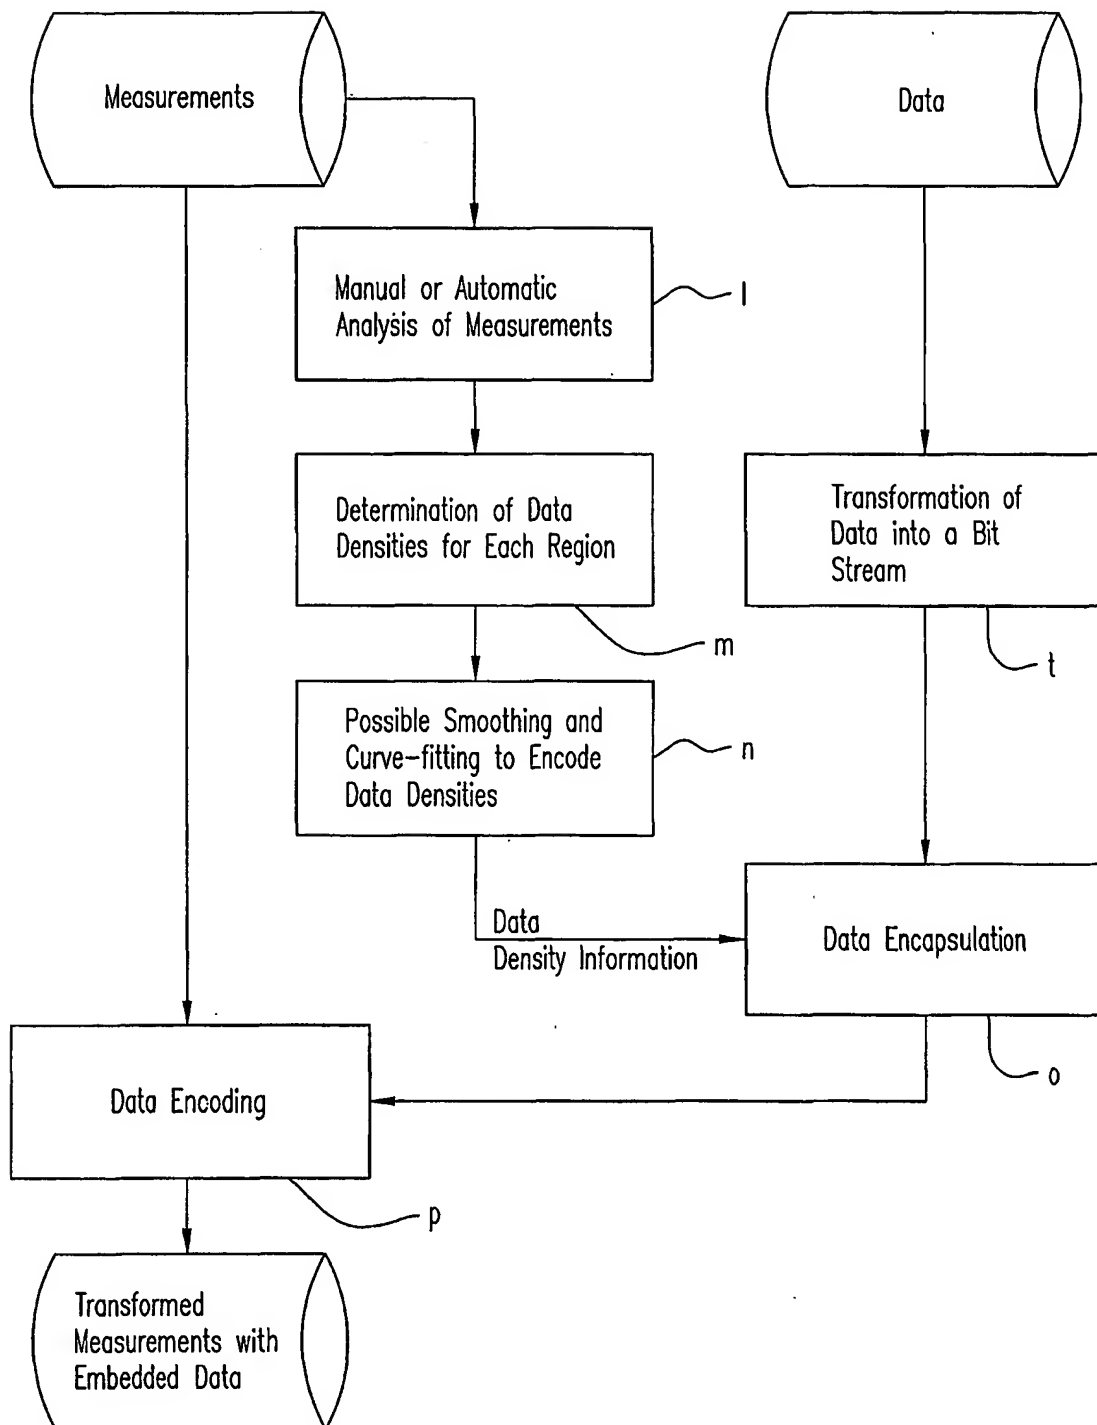 Measurements
Data
Manual or Automatic
Analysis of Measurements
l
Determination of Data
Densities for Each Region
m
Transformation of
Data into a Bit
Stream
t
Possible Smoothing and
Curve-fitting to Encode
Data Densities
n
Data
Density Information
Data Encapsulation
o
Data Encoding
p
Transformed
Measurements with
Embedded Data